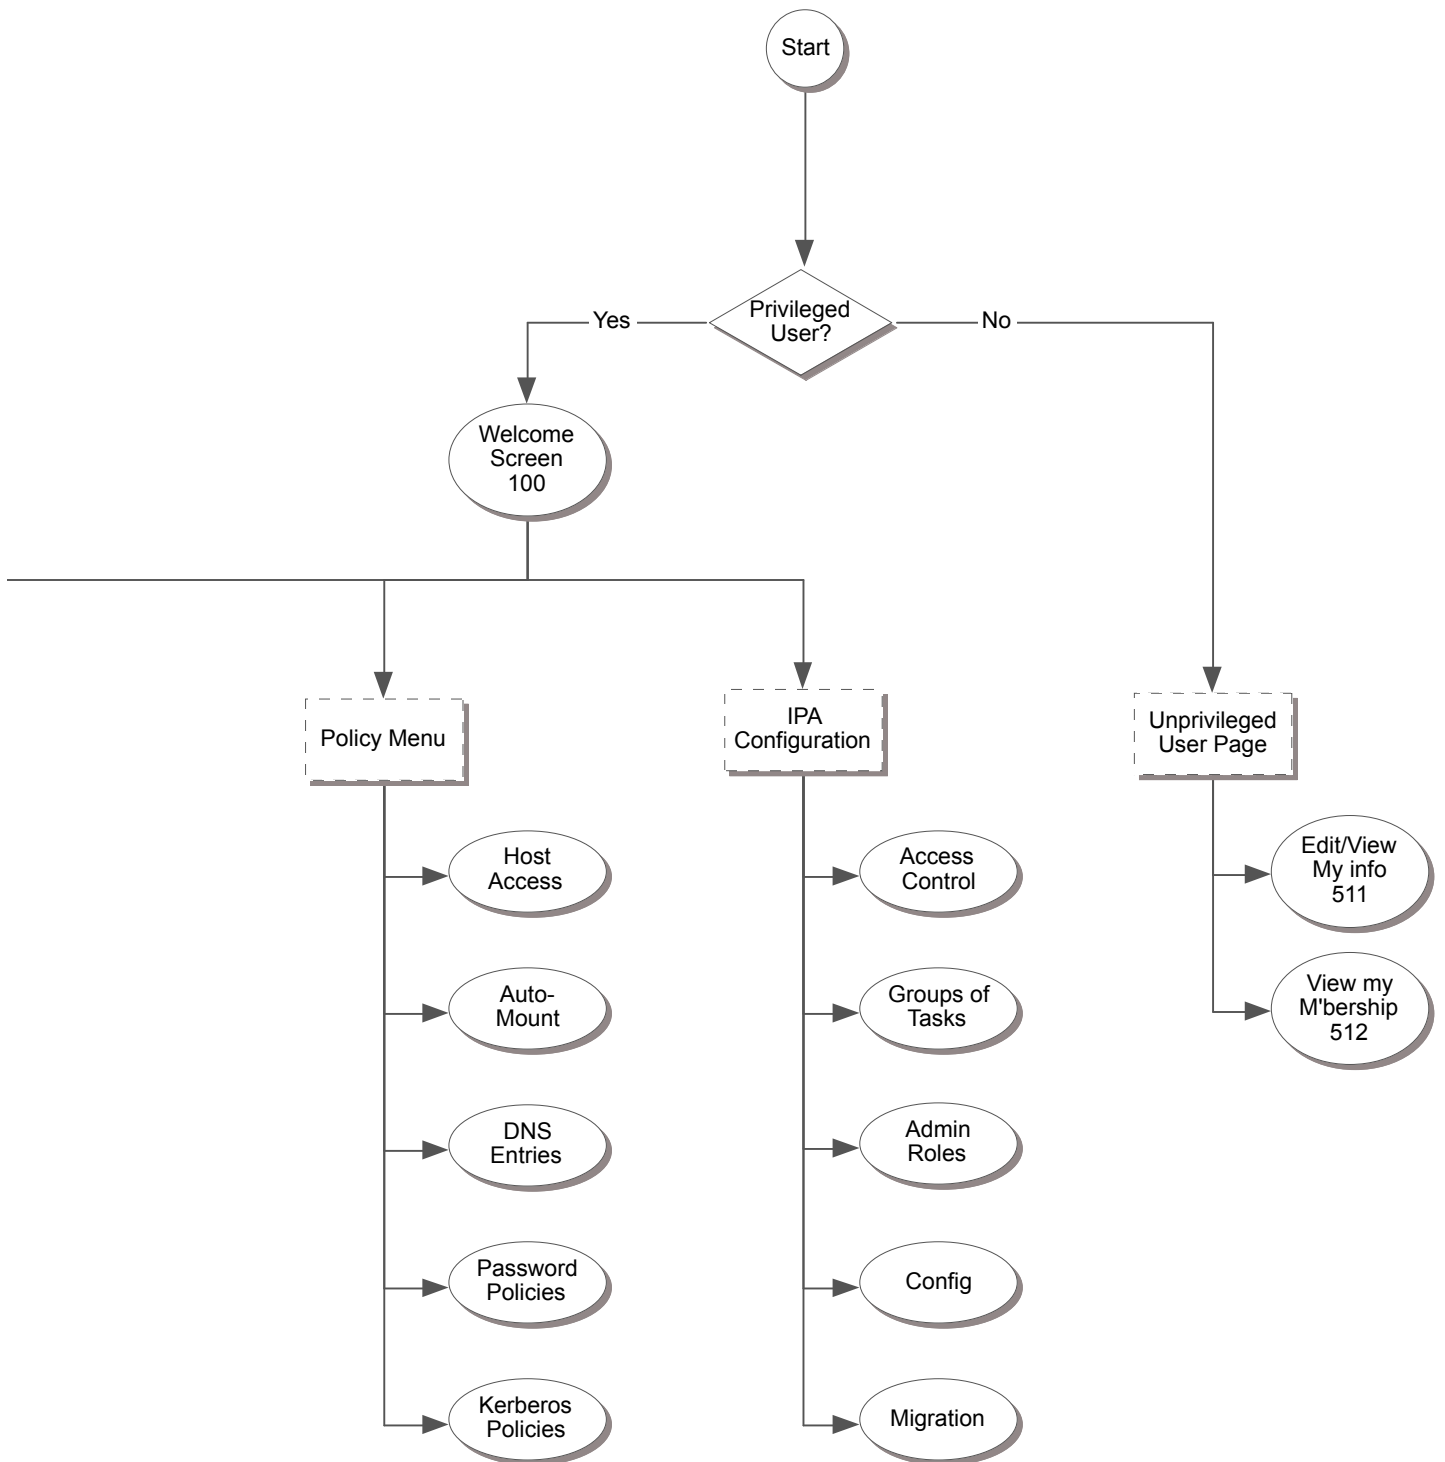 Start
Privileged
User?
Yes
No
Welcome
Screen
100
Policy Menu
IPA
Configuration
Unprivileged
User Page
Host
Access
Auto-
Mount
DNS
Entries
Password
Policies
Kerberos
Policies
Access
Control
Groups of
Tasks
Admin
Roles
Config
Migration
Edit/View
My info
511
View my
M'bership
512